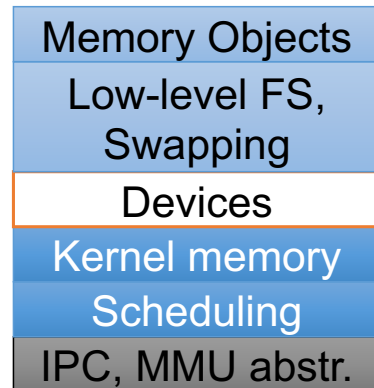 Memory Objects
Low-level FS,
Swapping
Devices
Kernel memory
Scheduling
IPC, MMU abstr.